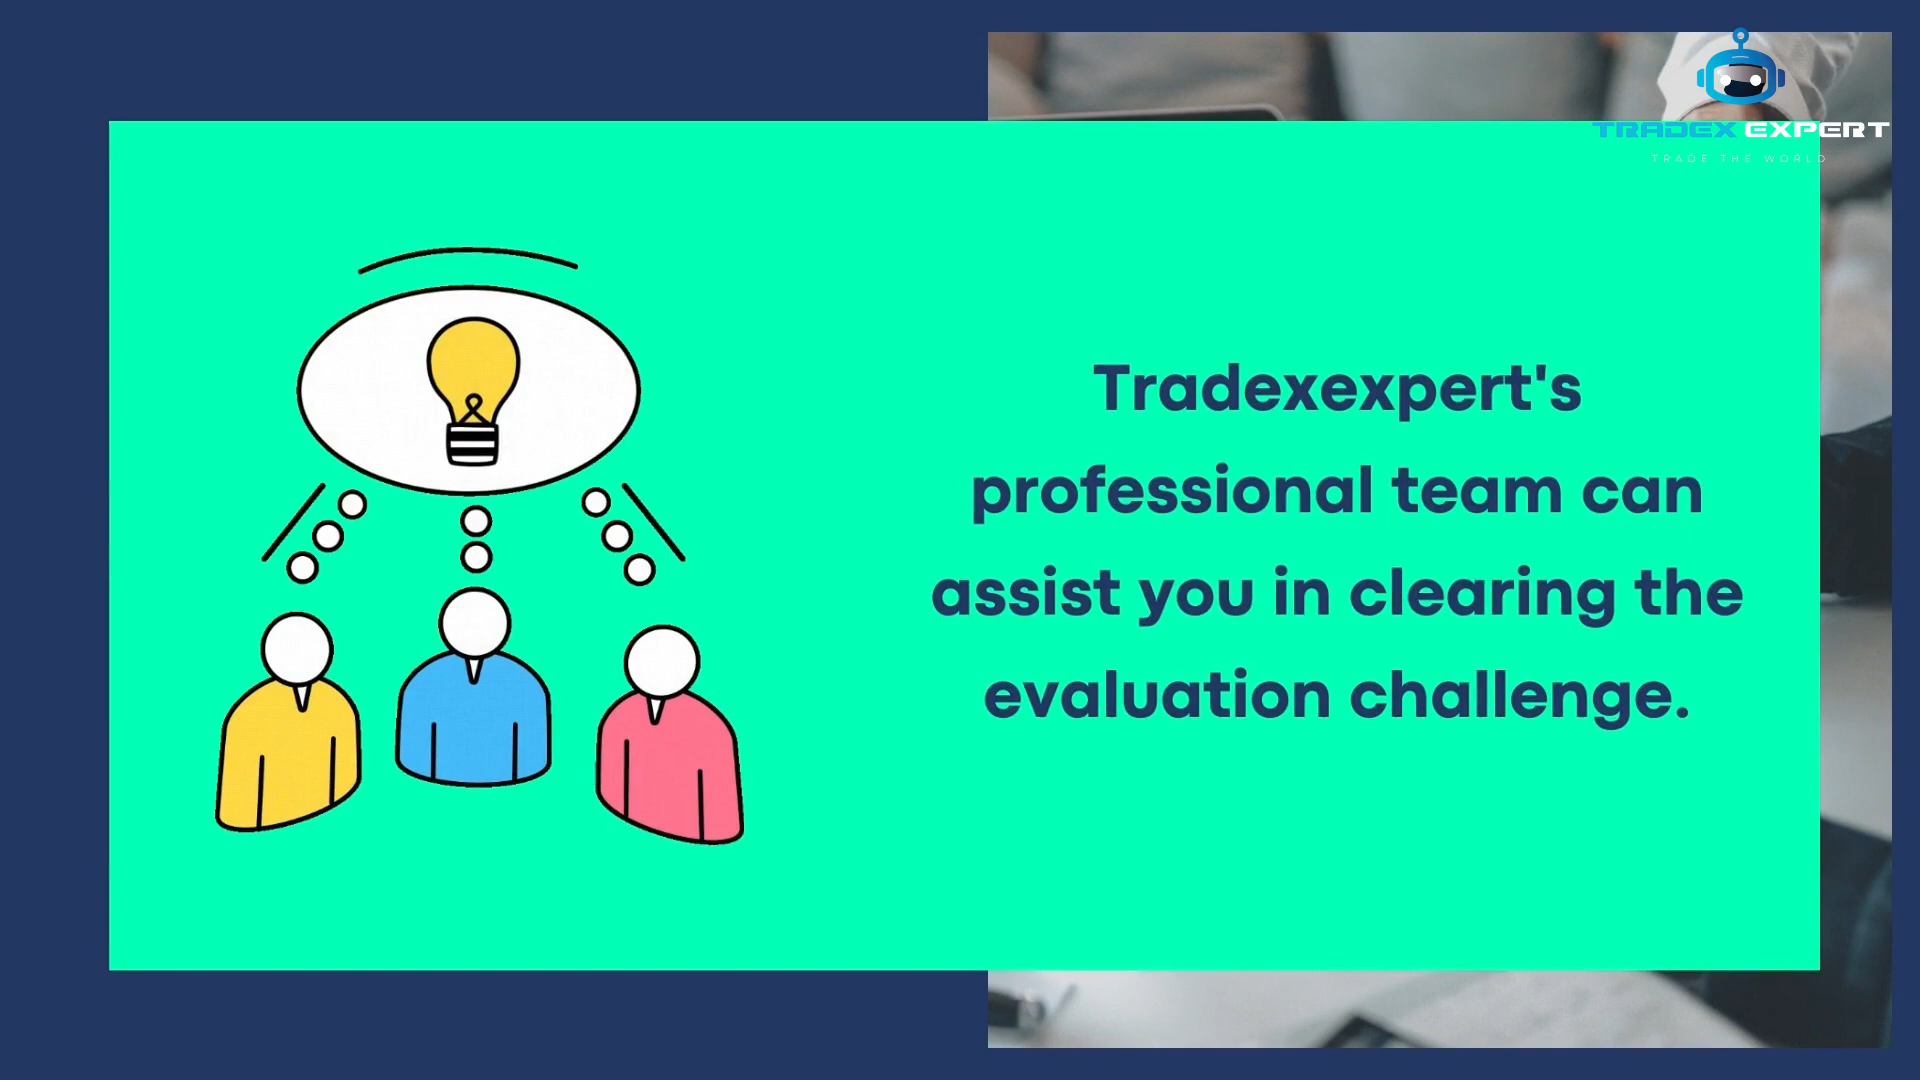 TRADEX EXPERT
TRADE THE WORLD
Tradexexpert's
professional team can
assist you in clearing the
evaluation challenge.